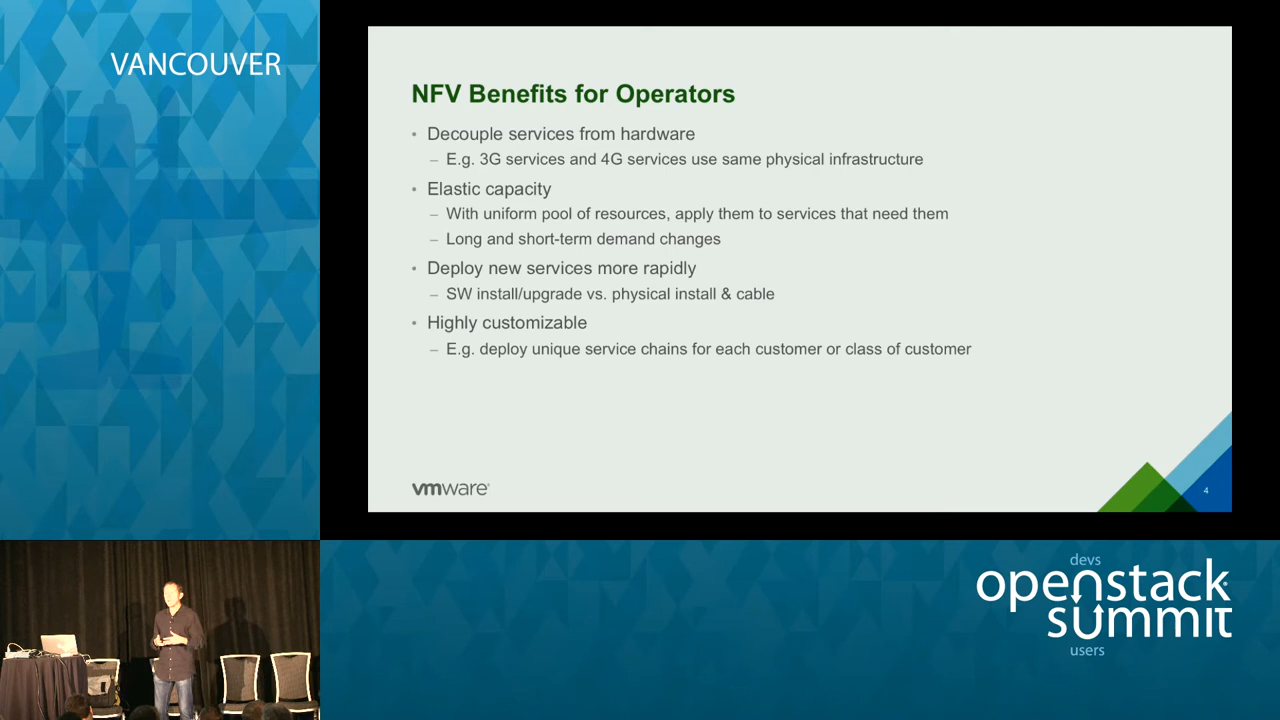 VANCOUVER
NFV Benefits for Operators
• Decouple services from hardware
– E.g. 3G services and 4G services use same physical infrastructure
• Elastic capacity
– With uniform pool of resources, apply them to services that need them
– Long and short-term demand changes
• Deploy new services more rapidly
– SW install/upgrade vs. physical install & cable
• Highly customizable
– E.g. deploy unique service chains for each customer or class of customer
vmware®
4
devs
openstack®
summit
users